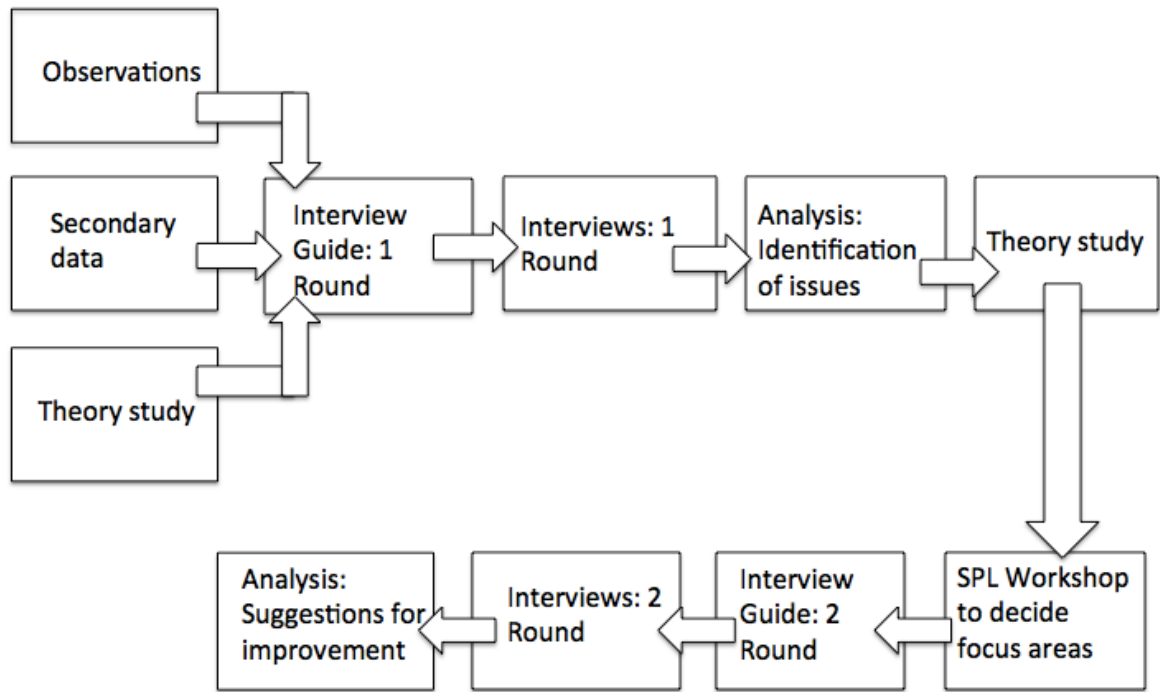 Observations
Secondary
data
Theory study
Interview
Guide: 1
Round
Interviews: 1
Round
Analysis:
Identification
of issues
Theory study
SPL Workshop
to decide
focus areas
Interview
Guide: 2
Round
Interviews: 2
Round
Analysis:
Suggestions for
improvement